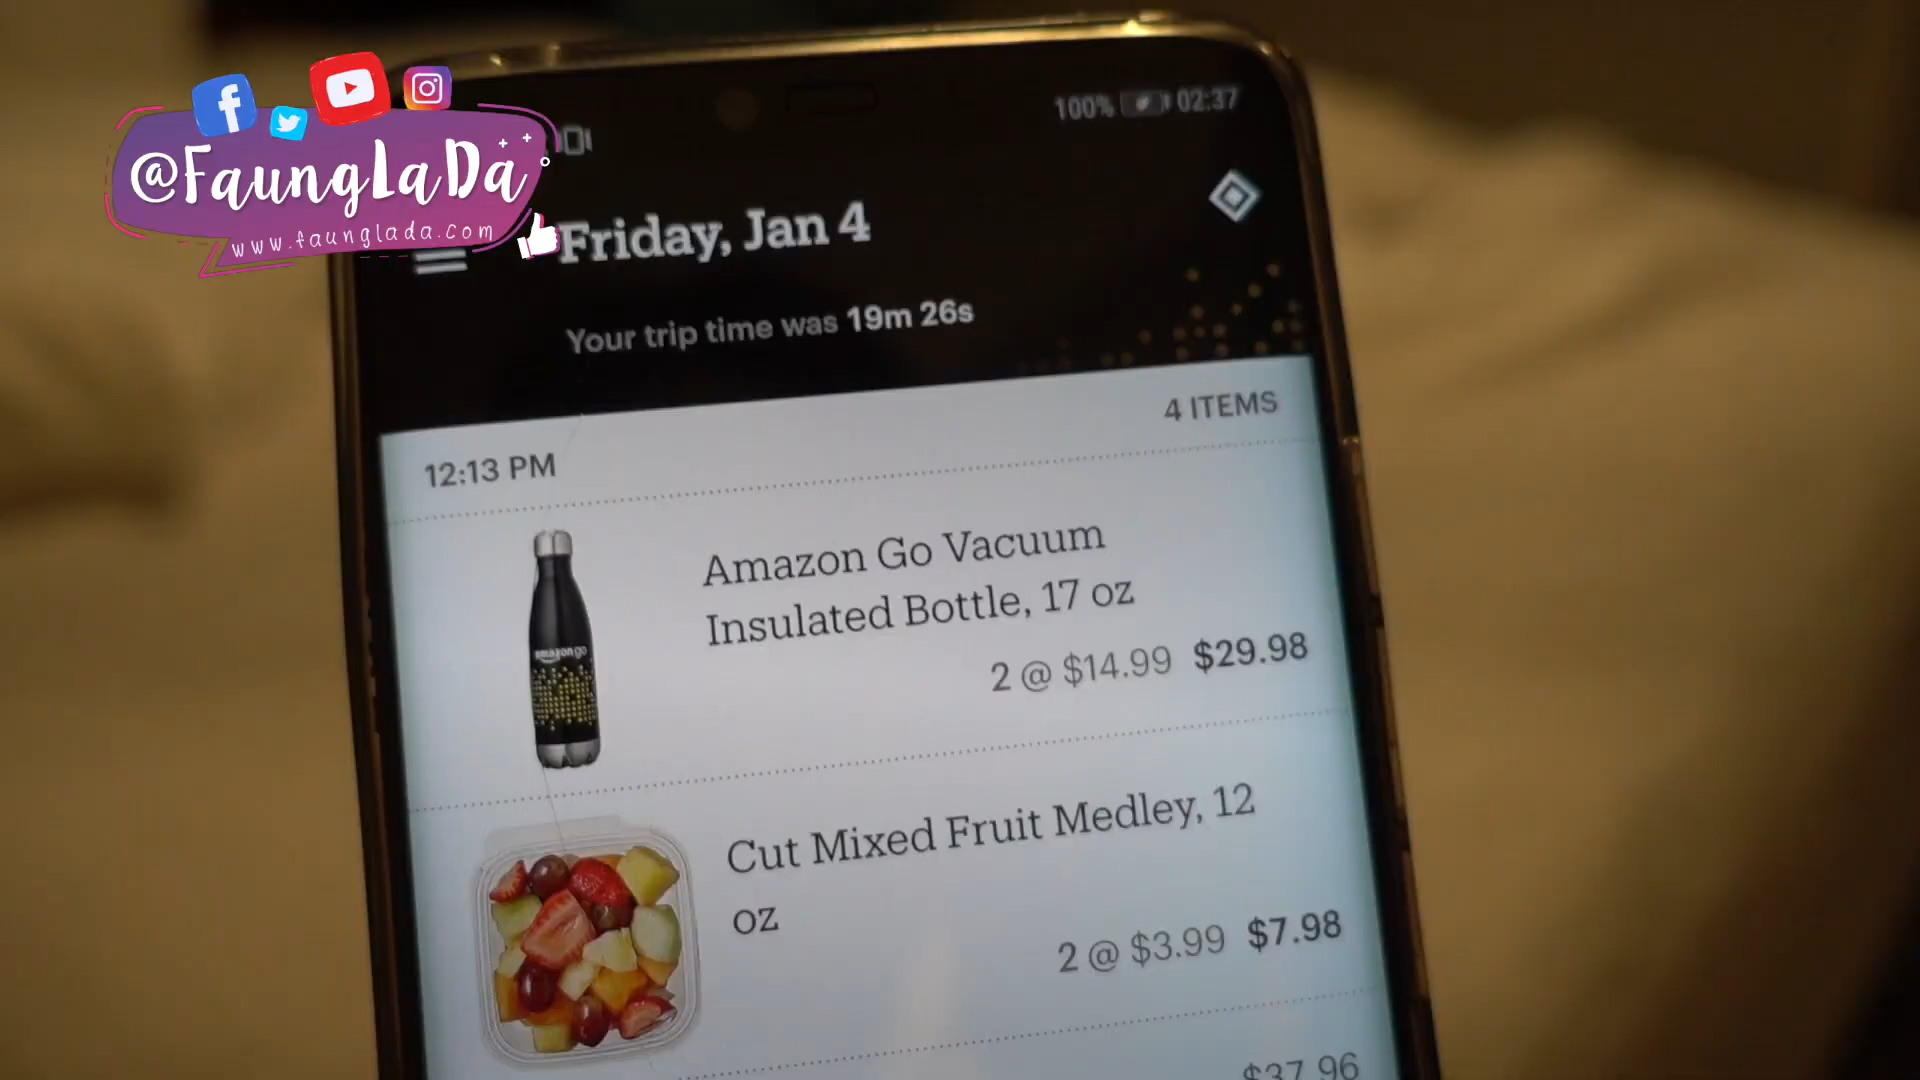 @FaungLaDa
www.faunglada.com
100% 02:37
Friday, Jan 4
Your trip time was 19m 26s
4 ITEMS
12:13 PM
Amazon Go Vacuum
Insulated Bottle, 17 oz
2 @ $14.99 $29.98
amazon go
Cut Mixed Fruit Medley, 12
oz
2 @ $3.99 $7.98
$37.96